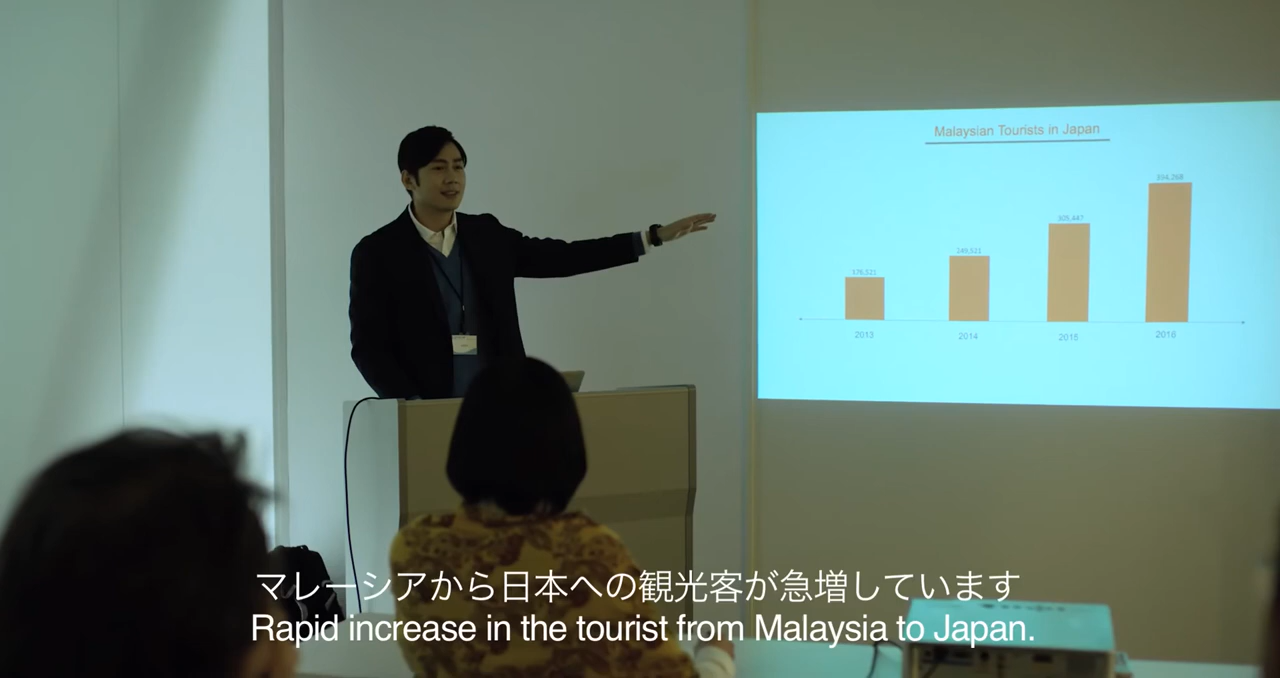 Malaysian Tourists in Japan
394,268
305,447
249,521
176,521
2013
2014
2015
2016
マレーシアから日本への観光客が急増しています
Rapid increase in the tourist from Malaysia to Japan.